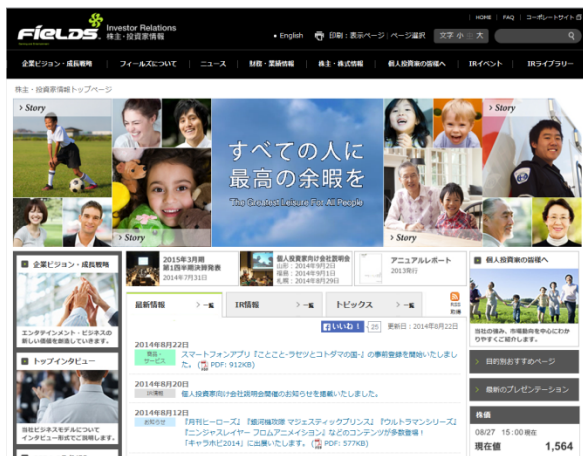 HOME | FAQ | コーポレートサイト
FIELDS.
Investor Relations
株主・投資家情報
• English
印刷：表示ページ | ページ選択
文字 小 大
企業ビジョン・成長戦略
フィールズについて
ニュース
財務・業績情報
株主・株式情報
個人投資家の皆様へ
IRイベント
IRライブラリー
株主・投資家情報トップページ
> Story
> Story
> Story
すべての人に
最高の余暇を
The Greatest Leisure For All People
企業ビジョン・成長戦略
エンタテインメント・ビジネスの
新しい価値を創造していきます。
トップインタビュー
当社ビジネスモデルについて
インタビュー形式でご説明します。
2015年3月期
第1四半期決算発表
2014年7月31日
個人投資家向け会社説明会
山形：2014年9月2日
福島：2014年9月1日
札幌：2014年8月29日
アニュアルレポート
2013発行
最新情報 > 一覧
IR情報 > 一覧
トピックス > 一覧
RSS
取得
いいね！ 25
更新日：2014年8月22日
2014年8月22日
商品・
サービス
スマートフォンアプリ『ことこと-ラセツとコトダマの国-』の事前登録を開始いたしまし
た。 ( PDF: 912KB)
2014年8月20日
IR情報
個人投資家向け会社説明会開催のお知らせを掲載いたしました。
2014年8月12日
お知らせ
『月刊ヒーローズ』『銀河機攻隊 マジェスティックプリンス』『ウルトラマンシリーズ』
『ニンジャスレイヤー フロムアニメイシヨン』などのコンテンツが多数登場！
「キャラホビ2014」に出展いたします。( PDF: 577KB)
個人投資家の皆様へ
当社の強み、市場動向を中心にわか
りやすくご紹介します。
> 目的別おすすめページ
> 最新のプレゼンテーション
株価
08/27 15:00現在
現在値 1,564